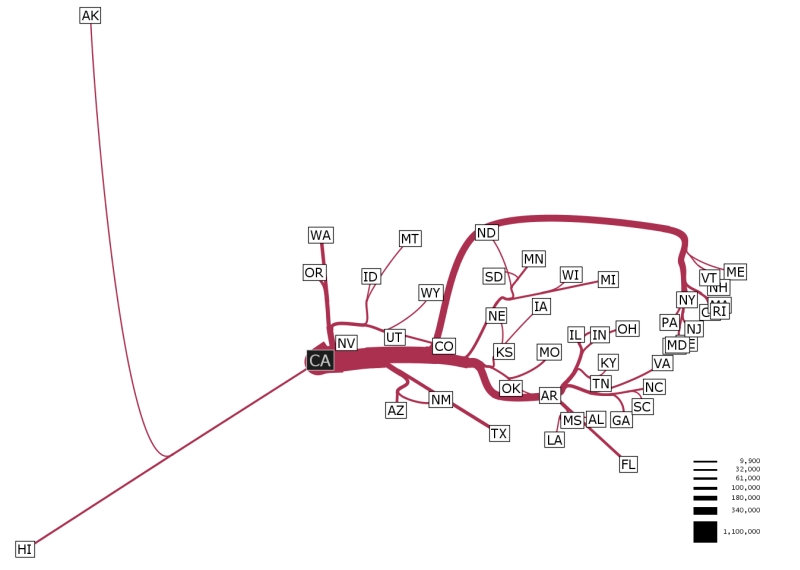 AK
WA
MT
ND
MN
OR
ID
SD
WI
MI
VT
ME
NH
WY
IA
NY
RI
NE
PA
NJ
NV
UT
CO
IL
IN
OH
MD
CA
KS
MO
KY
VA
TN
OK
AR
NC
AZ
NM
SC
MS
AL
GA
TX
LA
FL
HI
9,900
32,000
61,000
100,000
180,000
340,000
1,100,000